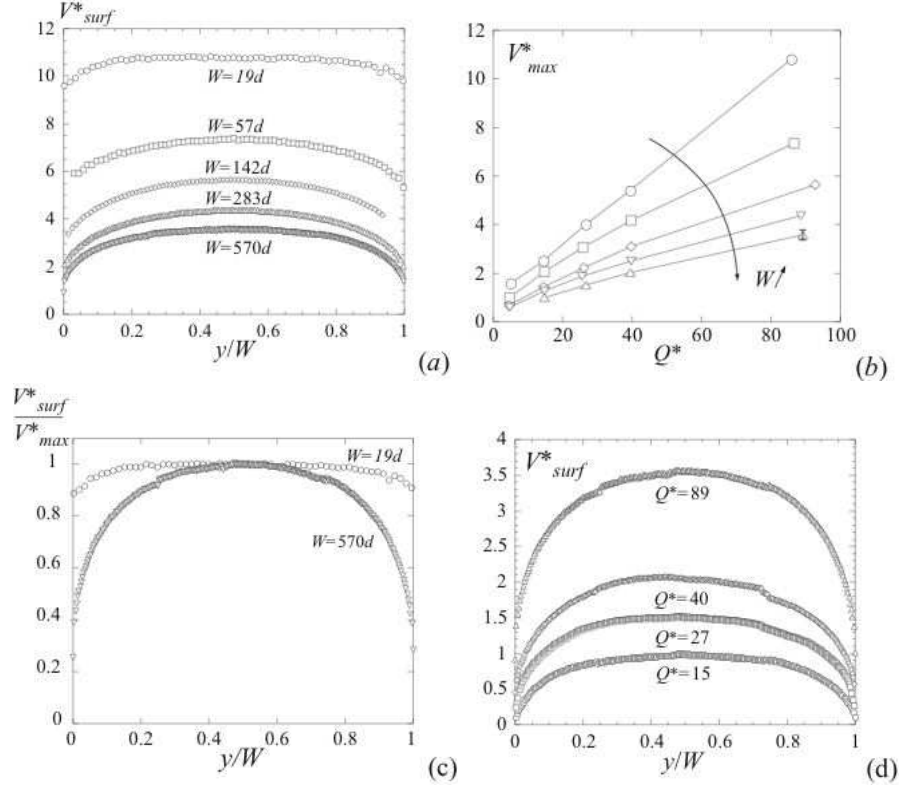 V*surf
12
10
8
6
4
2
0
W=19d
W=57d
W=142d
W=283d
W=570d
0 0.2 0.4 0.6 0.8 1
y/W
(a)
12
10
8
6
4
2
0
V*max
W
0 20 40 60 80 100
Q*
(b)
V*surf
V*max
1
0.8
0.6
0.4
0.2
0
W=19d
W=570d
0 0.2 0.4 0.6 0.8 1
y/W
(c)
4
3.5
3
2.5
2
1.5
1
0.5
0
V*surf
Q*=89
Q*=40
Q*=27
Q*=15
0 0.2 0.4 0.6 0.8 1
y/W
(d)